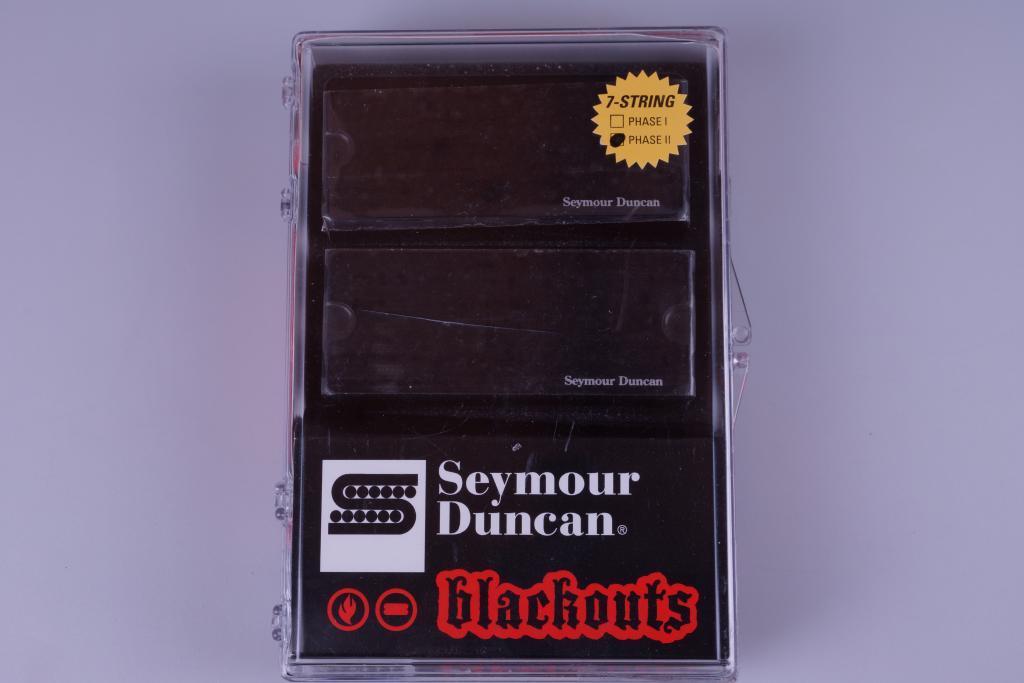 7-STRING
PHASE I
PHASE II
Seymour Duncan
Seymour Duncan
Seymour
Duncan®
blackouts